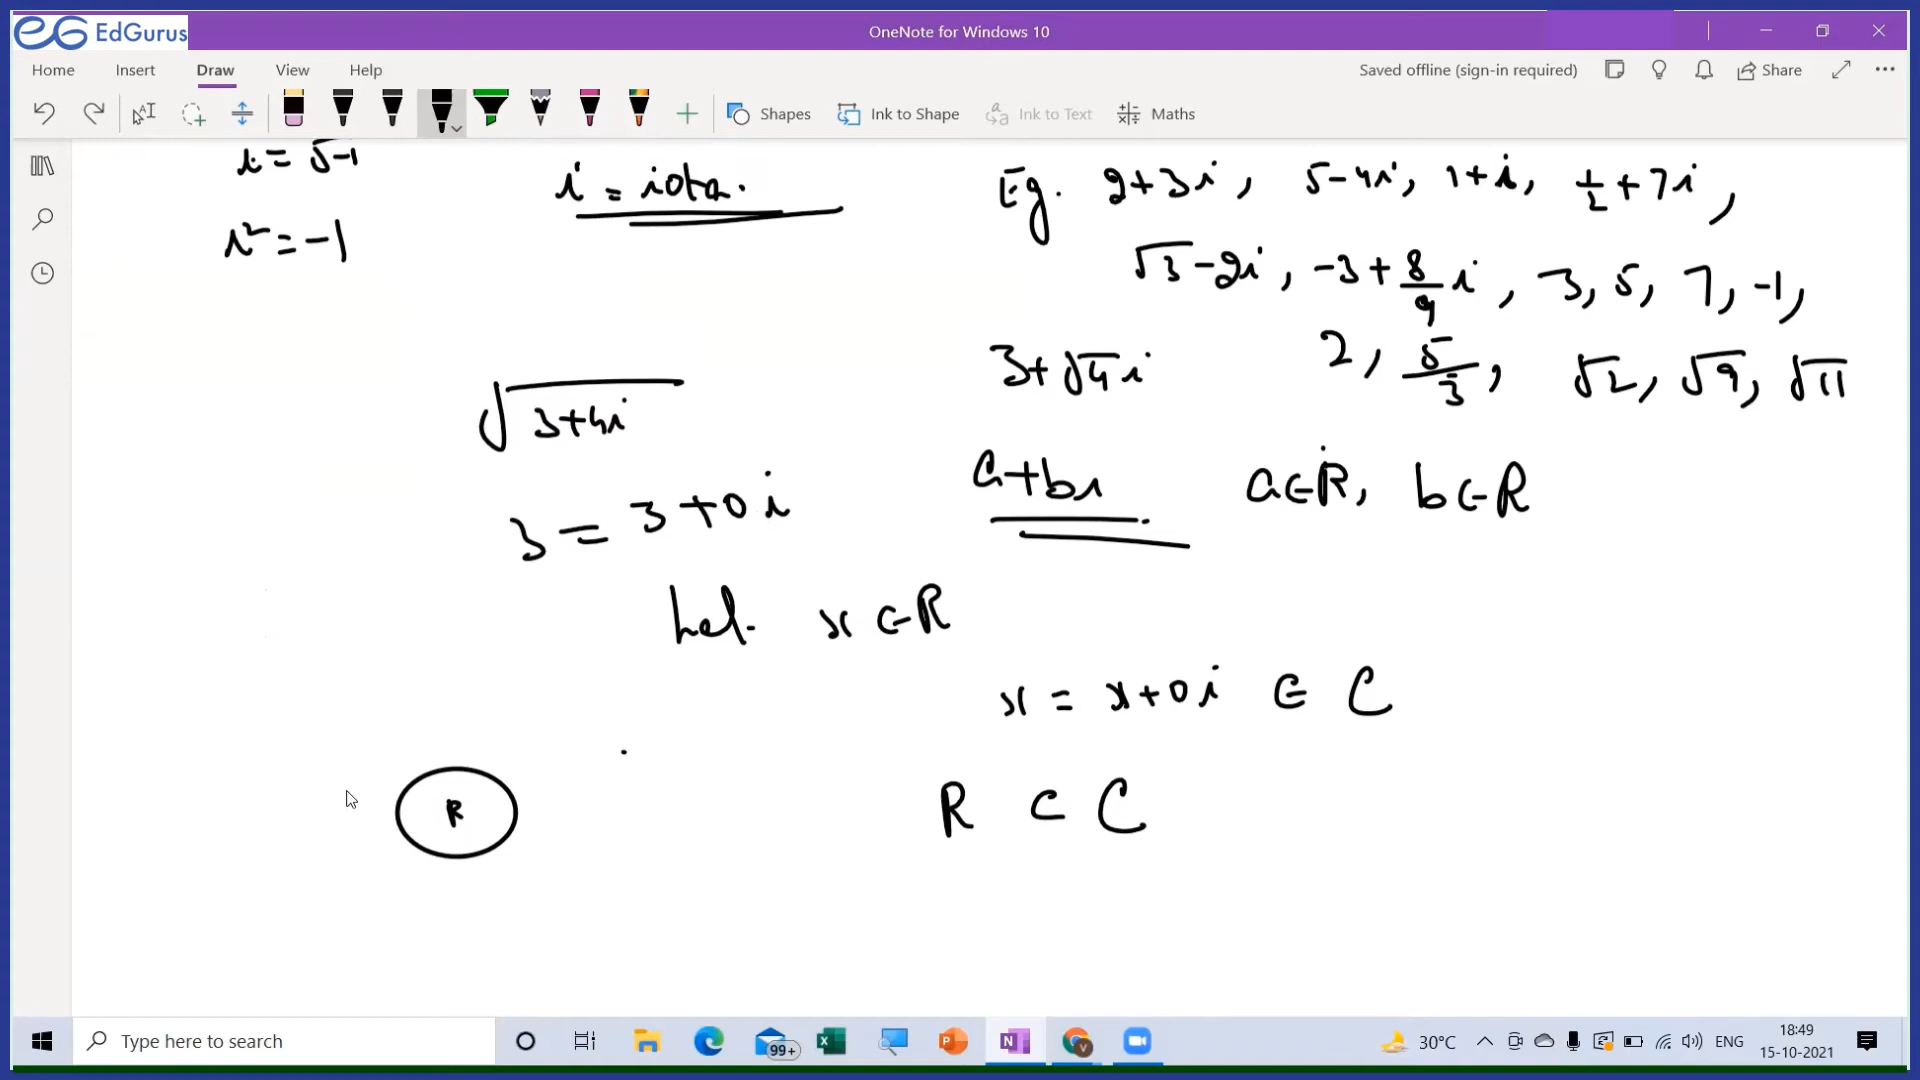 EdGurus
OneNote for Windows 10
Home Insert Draw View Help
Saved offline (sign-in required) Share
Shapes Ink to Shape Ink to Text Maths
i = √-1
i² = -1
i = iota.
Eg. 2+3i, 5-4i, 1+i, 1/2+7i,
√3-2i, -3+8/9i, 3, 5, 7, -1,
3+√4i 2, 5/3, √2, √9, √11
√3+4i
a+bi a∈R, b∈R
3 = 3+0i
Let. x∈R
x = x+0i ∈ C
R
R ⊂ C
Type here to search
99+
30°C
ENG
18:49
15-10-2021